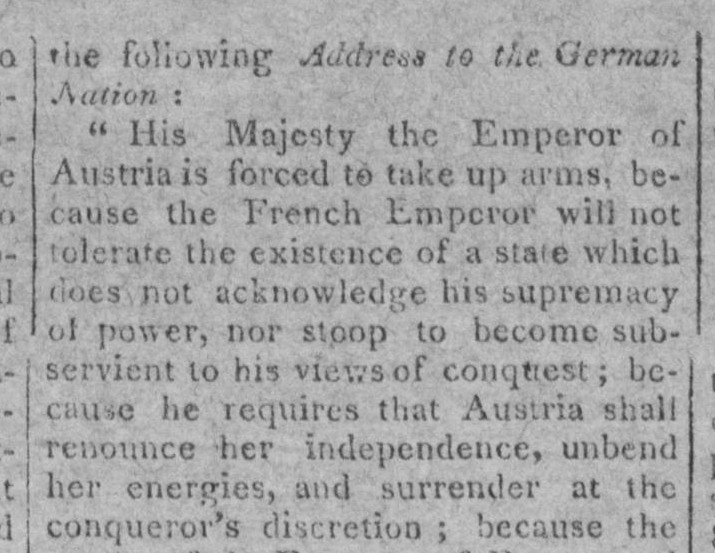 the following Address to the German
Nation :
“ His Majesty the Emperor of
Austria is forced to take up arms, be-
cause the French Emperor will not
tolerate the existence of a state which
does not acknowledge his supremacy
of power, nor stoop to become sub-
servient to his views of conquest ; be-
cause he requires that Austria shall
renounce her independence, unbend
her energies, and surrender at the
conqueror's discretion ; because the